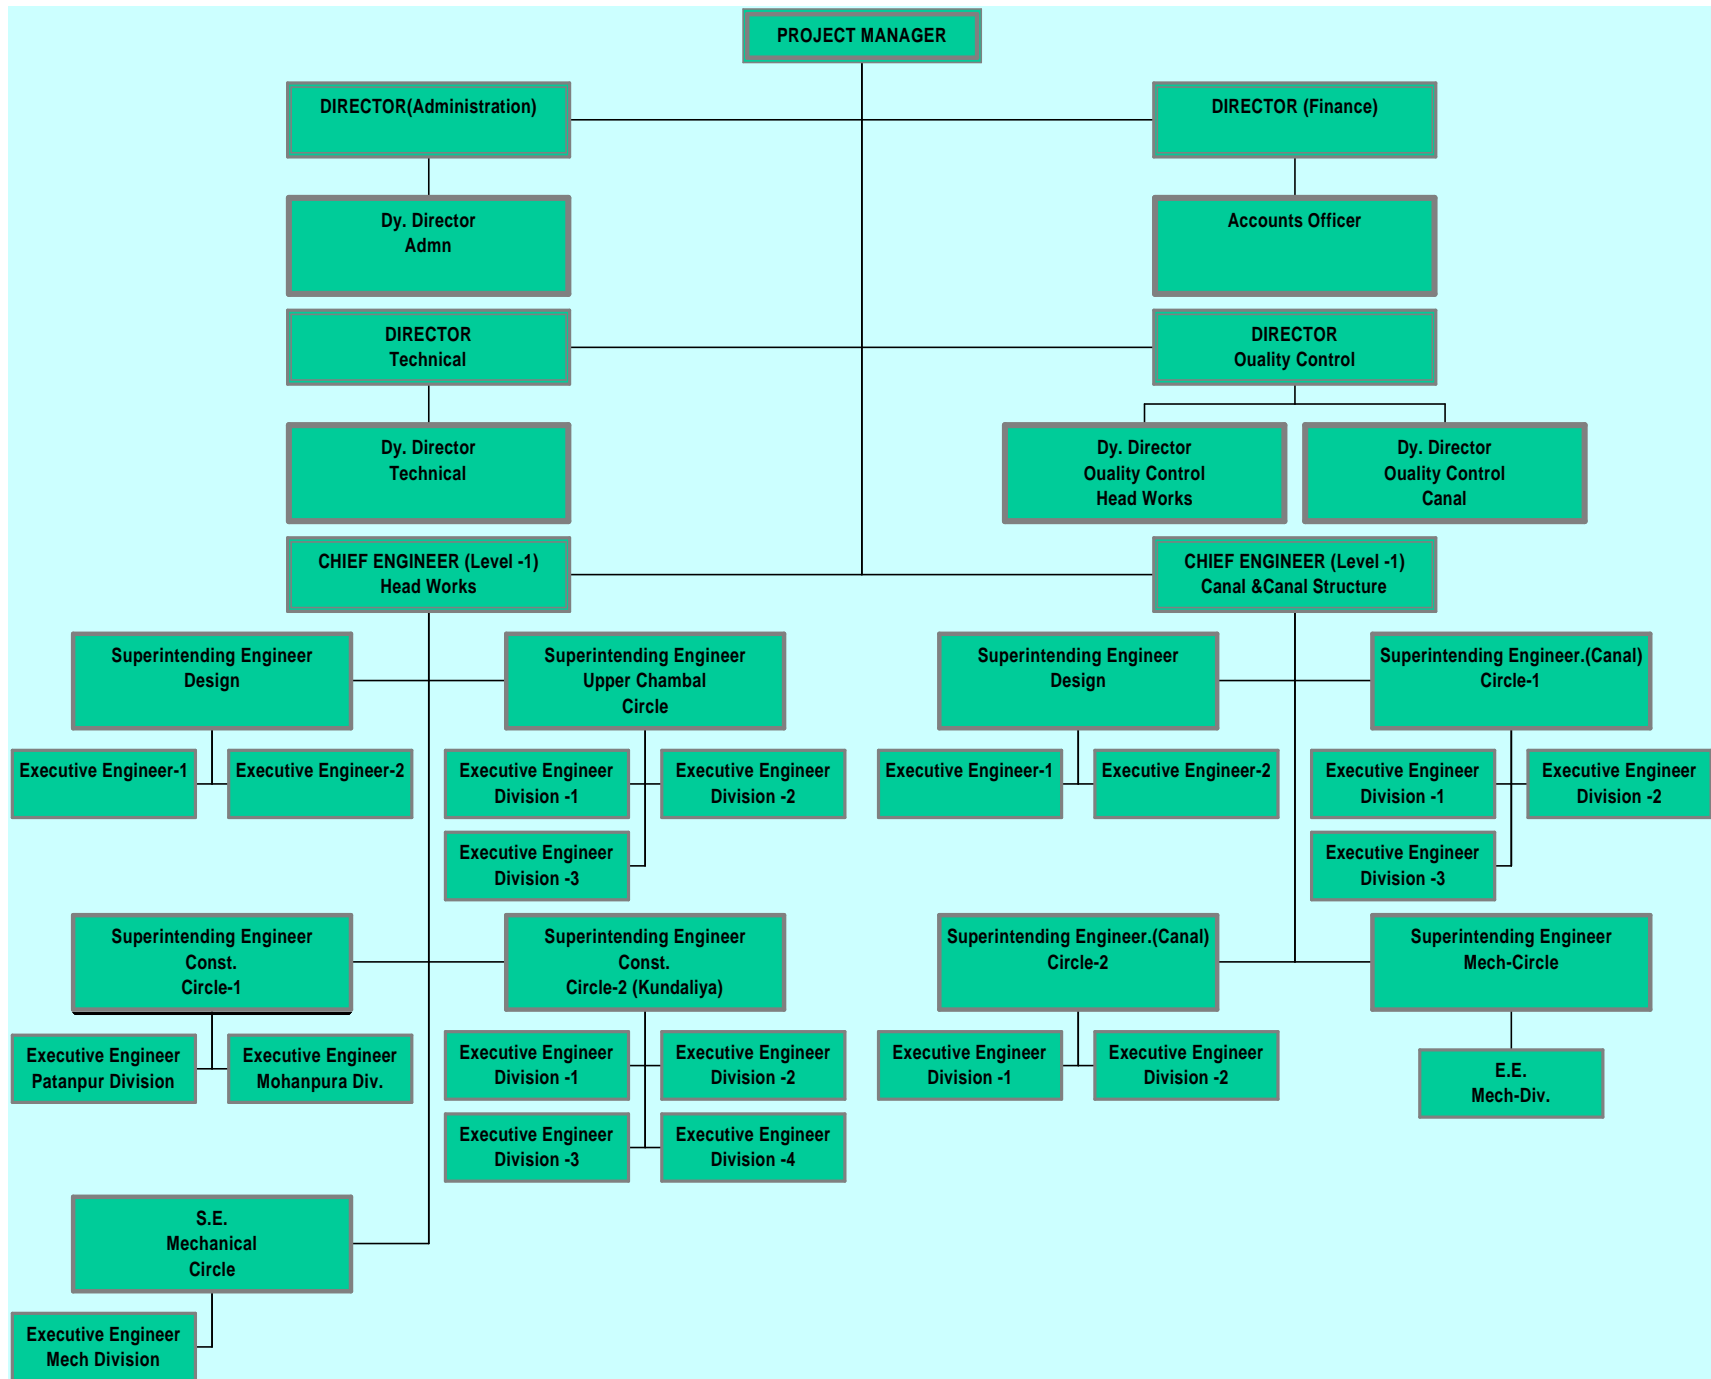 PROJECT MANAGER
DIRECTOR(Administration)
DIRECTOR (Finance)
Dy. Director
Admn
Accounts Officer
DIRECTOR
Technical
DIRECTOR
Ouality Control
Dy. Director
Technical
Dy. Director
Ouality Control
Head Works
Dy. Director
Ouality Control
Canal
CHIEF ENGINEER (Level -1)
Head Works
CHIEF ENGINEER (Level -1)
Canal &Canal Structure
Superintending Engineer
Design
Superintending Engineer
Upper Chambal
Circle
Superintending Engineer
Design
Superintending Engineer.(Canal)
Circle-1
Executive Engineer-1
Executive Engineer-2
Executive Engineer
Division -1
Executive Engineer
Division -2
Executive Engineer-1
Executive Engineer-2
Executive Engineer
Division -1
Executive Engineer
Division -2
Executive Engineer
Division -3
Executive Engineer
Division -3
Superintending Engineer
Const.
Circle-1
Superintending Engineer
Const.
Circle-2 (Kundaliya)
Superintending Engineer.(Canal)
Circle-2
Superintending Engineer
Mech-Circle
Executive Engineer
Patanpur Division
Executive Engineer
Mohanpura Div.
Executive Engineer
Division -1
Executive Engineer
Division -2
Executive Engineer
Division -1
Executive Engineer
Division -2
E.E.
Mech-Div.
Executive Engineer
Division -3
Executive Engineer
Division -4
S.E.
Mechanical
Circle
Executive Engineer
Mech Division